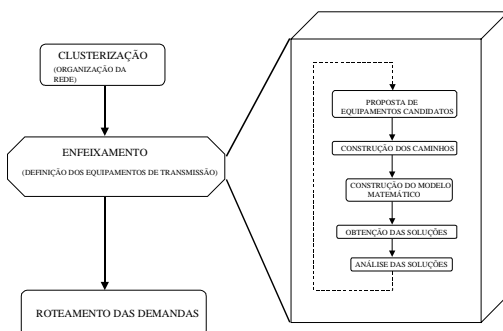 CLUSTERIZAÇÃO
(ORGANIZAÇÃO DA
REDE)
ENFEIXAMENTO
(DEFINIÇÃO DOS EQUIPAMENTOS DE TRANSMISSÃO)
ROTEAMENTO DAS DEMANDAS
PROPOSTA DE
EQUIPAMENTOS CANDIDATOS
CONSTRUÇÃO DOS CAMINHOS
CONSTRUÇÃO DO MODELO
MATEMÁTICO
OBTENÇÃO DAS SOLUÇÕES
ANÁLISE DAS SOLUÇÕES